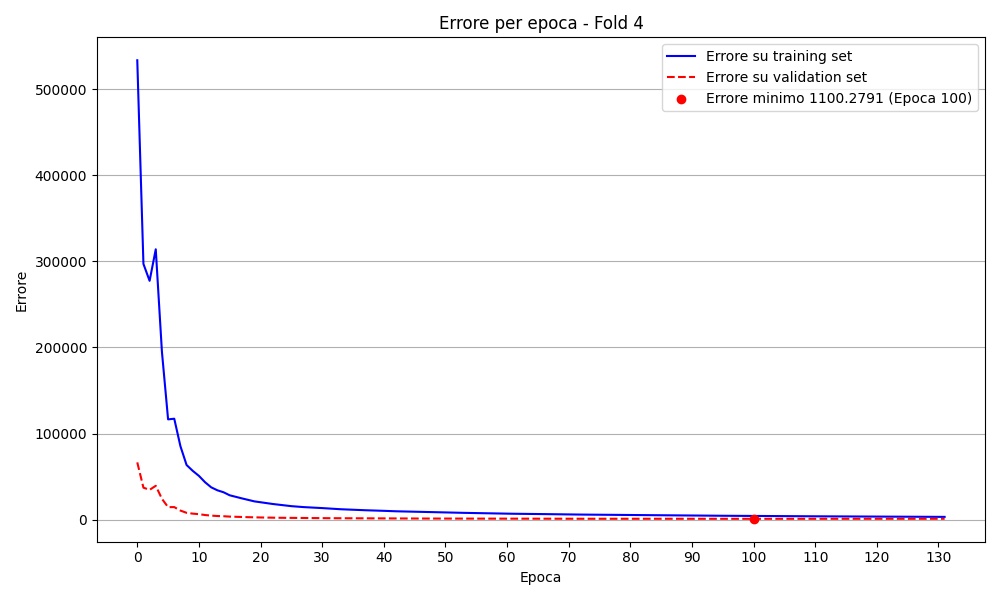 Errore per epoca - Fold 4
Errore su training set
Errore su validation set
Errore minimo 1100.2791 (Epoca 100)
Errore
500000
400000
300000
200000
100000
0
0 10 20 30 40 50 60 70 80 90 100 110 120 130
Epoca